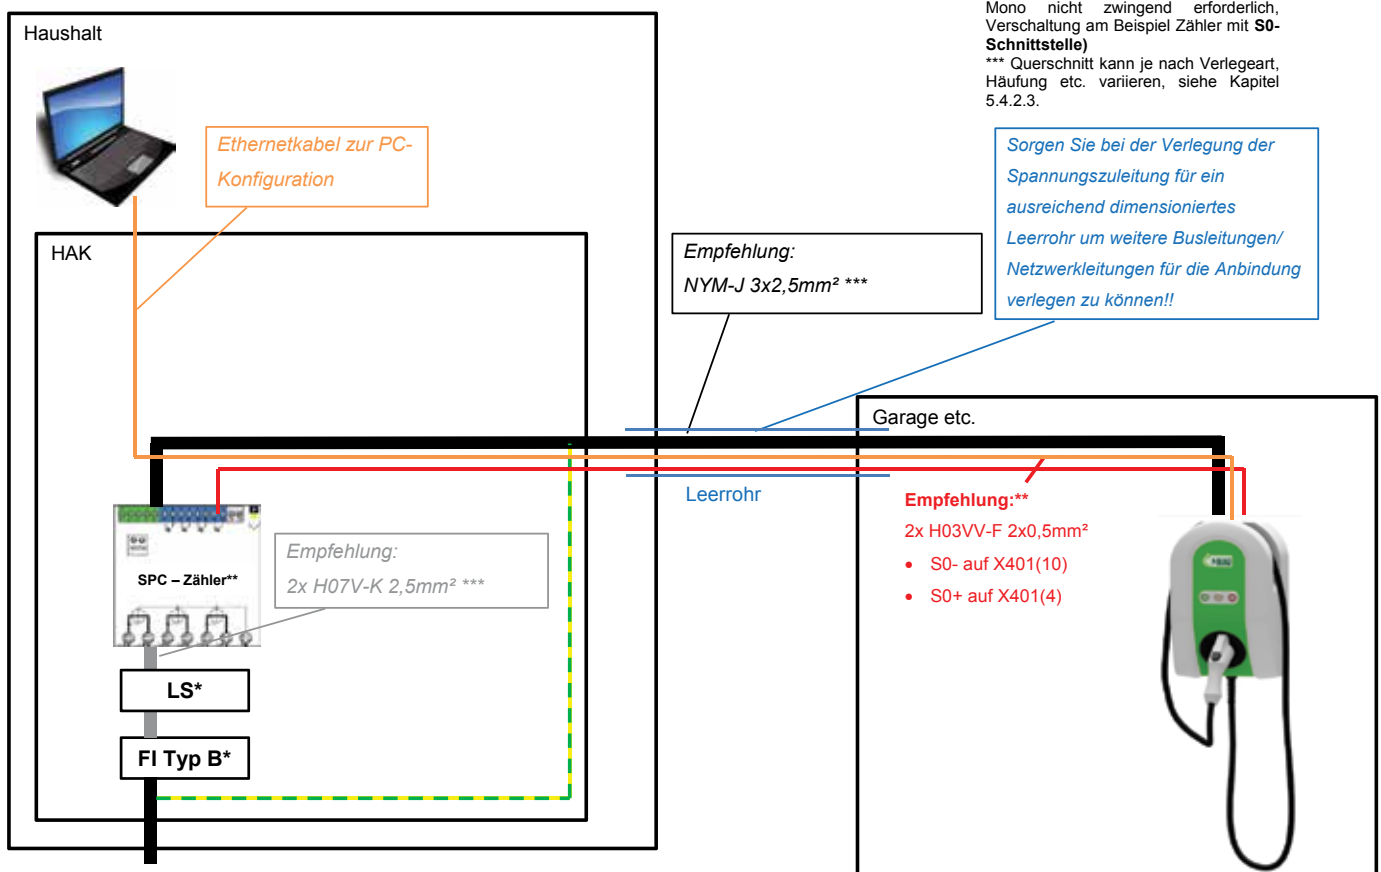 Mono nicht zwingend erforderlich,
Verschaltung am Beispiel Zähler mit S0-
Schnittstelle)
*** Querschnitt kann je nach Verlegeart,
Häufung etc. variieren, siehe Kapitel
5.4.2.3.
Haushalt
Ethernetkabel zur PC-
Konfiguration
Sorgen Sie bei der Verlegung der
Spannungszuleitung für ein
ausreichend dimensioniertes
Leerrohr um weitere Busleitungen/
Netzwerkleitungen für die Anbindung
verlegen zu können!!
HAK
Empfehlung:
NYM-J 3x2,5mm² ***
Garage etc.
Leerrohr
Empfehlung:**
2x H03VV-F 2x0,5mm²
• S0- auf X401(10)
• S0+ auf X401(4)
Empfehlung:
2x H07V-K 2,5mm² ***
SPC – Zähler**
LS*
FI Typ B*